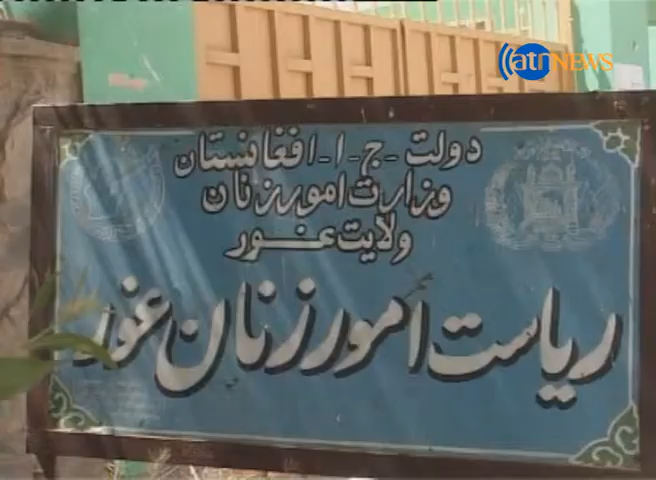 atn NEWS
دولت - ج - ا - افغانستان
وزارت امور زنان
ولایت غور
ریاست امور زنان غور